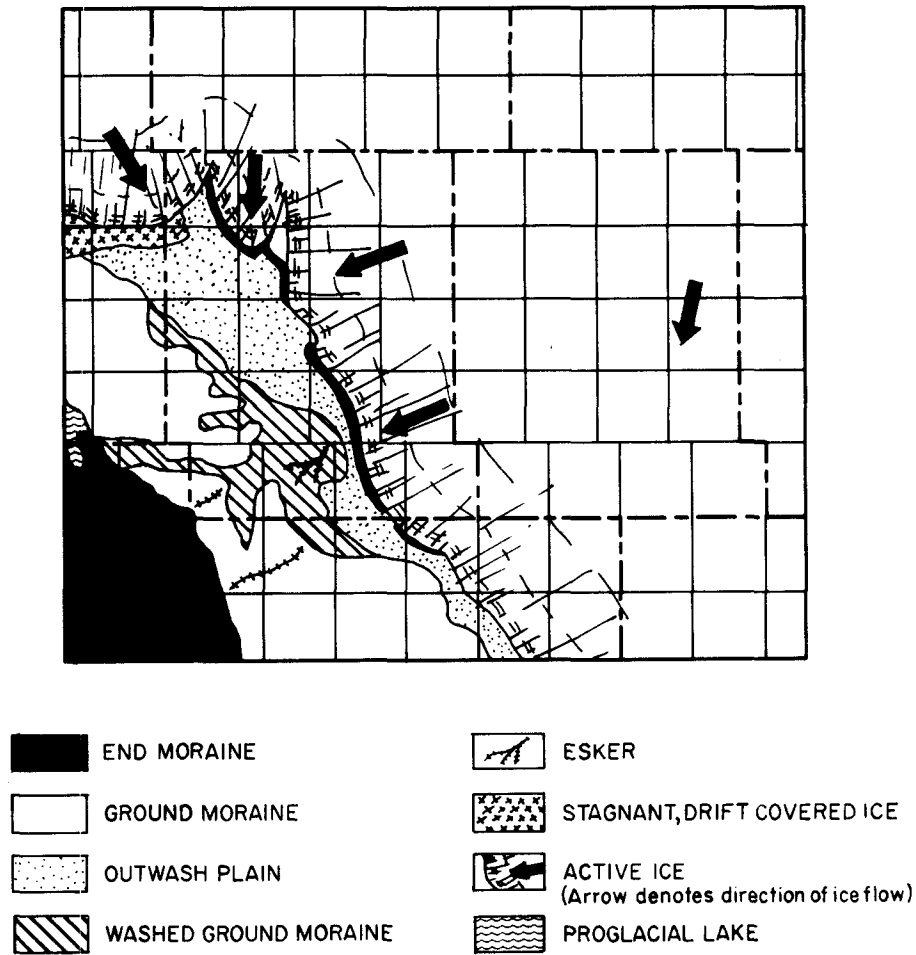 END MORAINE
GROUND MORAINE
OUTWASH PLAIN
WASHED GROUND MORAINE
ESKER
STAGNANT, DRIFT COVERED ICE
ACTIVE ICE
(Arrow denotes direction of ice flow)
PROGLACIAL LAKE